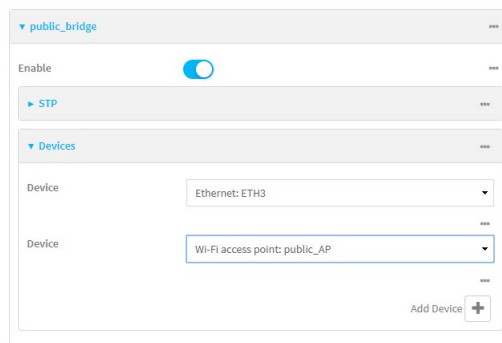 public_bridge
Enable
STP
Devices
Device
Ethernet: ETH3
Device
Wi-Fi access point: public_AP
Add Device